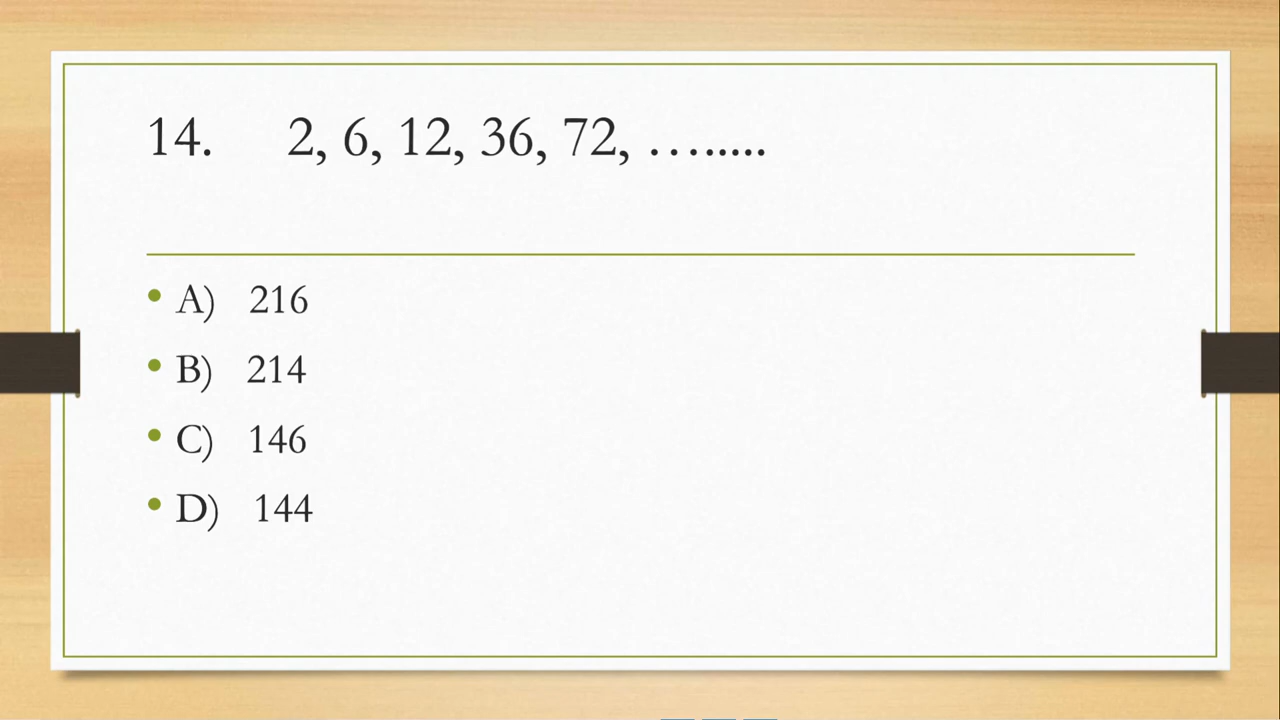 14. 2, 6, 12, 36, 72, ….....
• A) 216
• B) 214
• C) 146
• D) 144